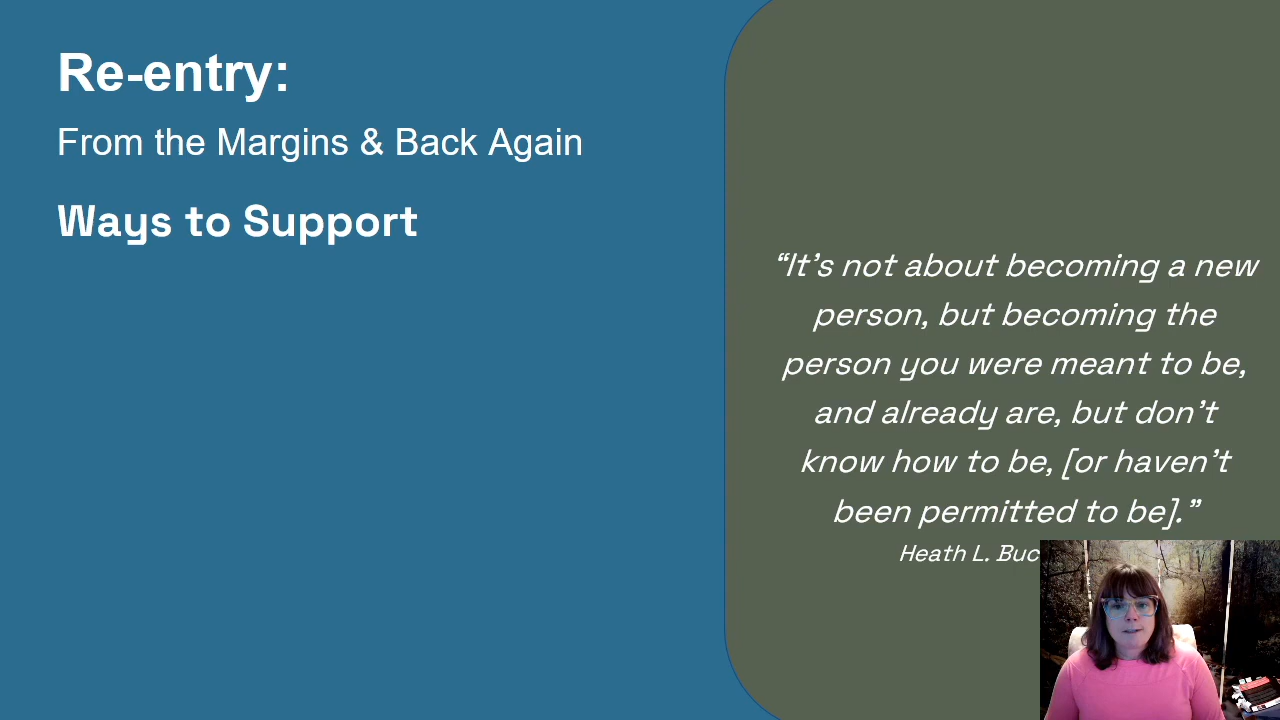 Re-entry:
From the Margins & Back Again
Ways to Support
“It’s not about becoming a new
person, but becoming the
person you were meant to be,
and already are, but don’t
know how to be, [or haven’t
been permitted to be].”
Heath L.